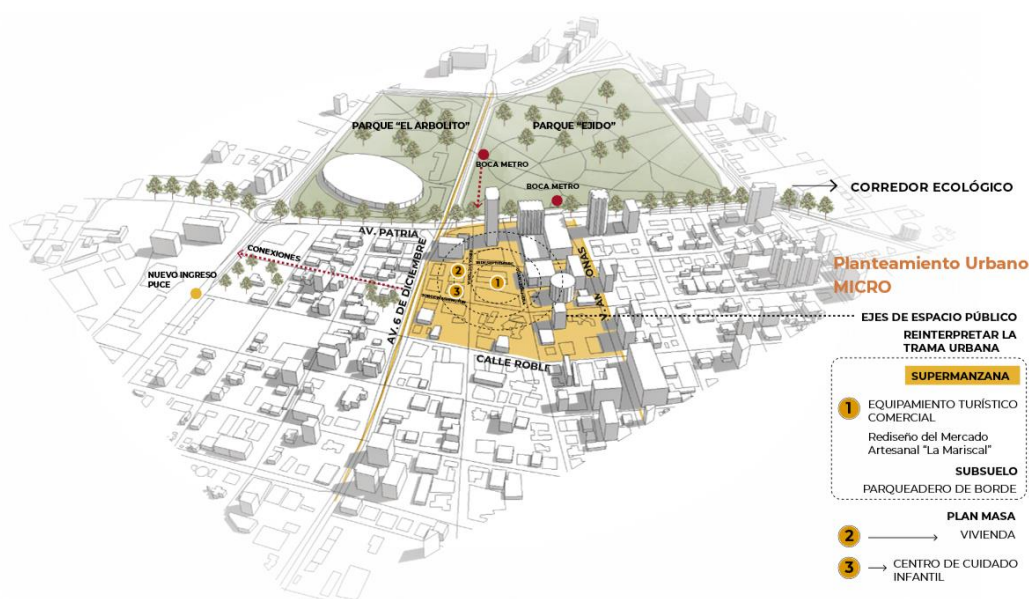 PARQUE "EL ARBOLITO"
PARQUE "EJIDO"
BOCA METRO
BOCA METRO
CORREDOR ECOLÓGICO
AV. PATRIA
CONEXIONES
NUEVO INGRESO
PUCE
AV. 6 DE DICIEMBRE
2
3
1
CALLE ROBLE
Planteamiento Urbano
MICRO
EJES DE ESPACIO PÚBLICO
REINTERPRETAR LA
TRAMA URBANA
SUPERMANZANA
1
EQUIPAMIENTO TURÍSTICO
COMERCIAL
Rediseño del Mercado
Artesanal "La Mariscal"
SUBSUELO
PARQUEADERO DE BORDE
PLAN MASA
2
VIVIENDA
3
CENTRO DE CUIDADO
INFANTIL